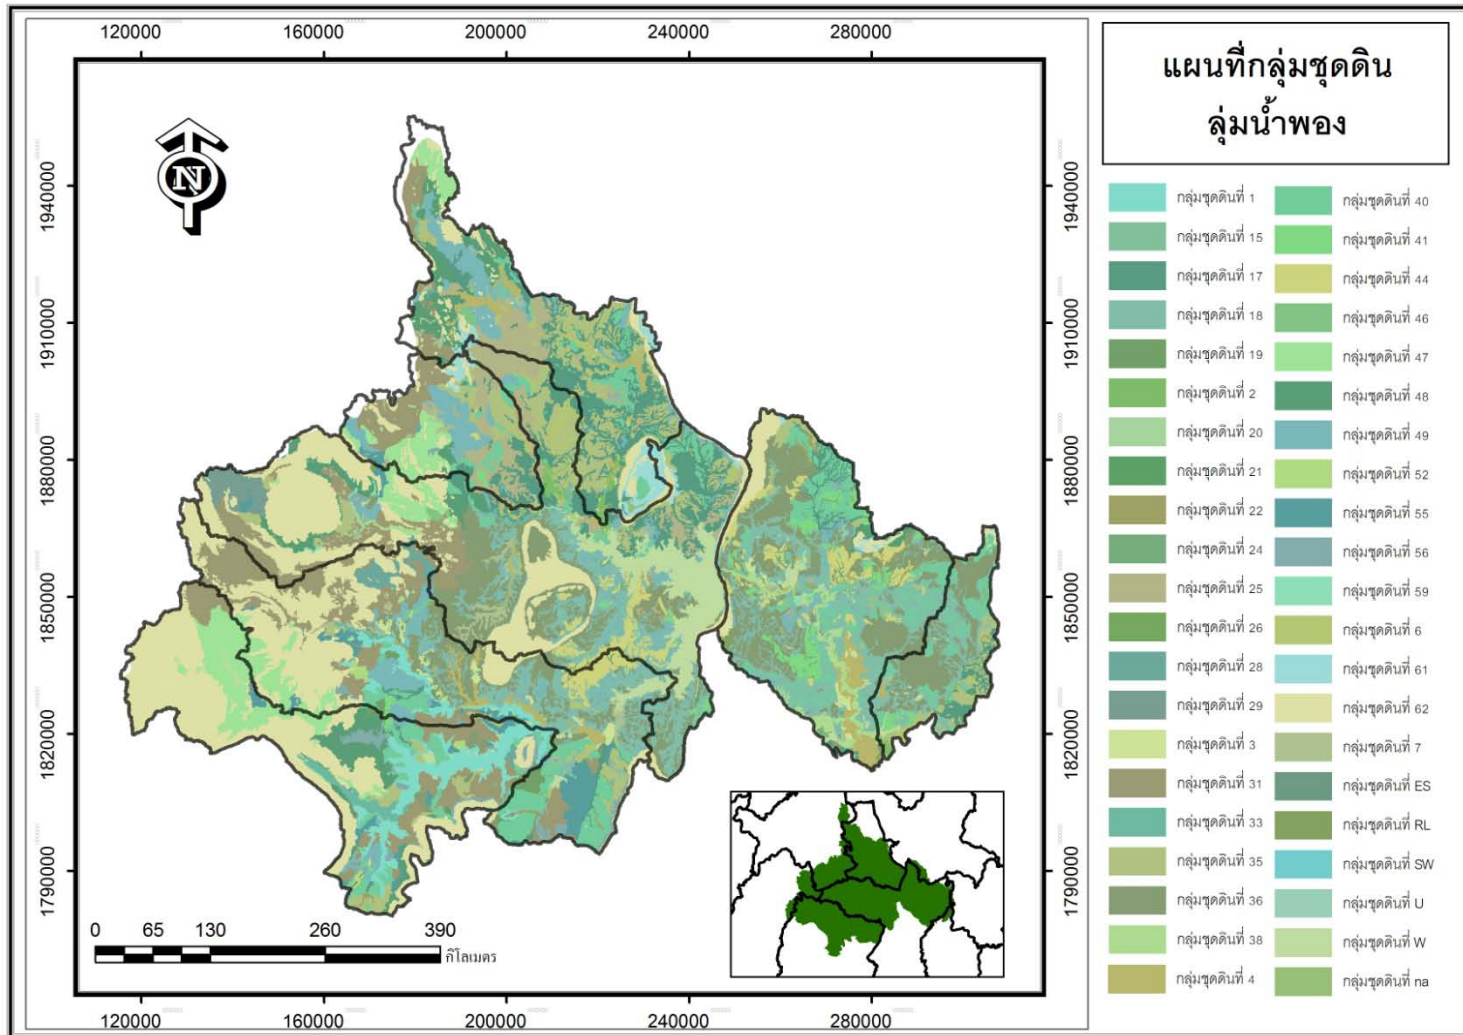 120000 160000 200000 240000 280000
แผนที่กลุ่มชุดดิน
ลุ่มน้ำพอง
N
1940000 1940000
1910000 1910000
1880000 1880000
1850000 1850000
1820000 1820000
1790000 1790000
0 65 130 260 390
กิโลเมตร
120000 160000 200000 240000 280000
กลุ่มชุดดินที่ 1
กลุ่มชุดดินที่ 15
กลุ่มชุดดินที่ 17
กลุ่มชุดดินที่ 18
กลุ่มชุดดินที่ 19
กลุ่มชุดดินที่ 2
กลุ่มชุดดินที่ 20
กลุ่มชุดดินที่ 21
กลุ่มชุดดินที่ 22
กลุ่มชุดดินที่ 24
กลุ่มชุดดินที่ 25
กลุ่มชุดดินที่ 26
กลุ่มชุดดินที่ 28
กลุ่มชุดดินที่ 29
กลุ่มชุดดินที่ 3
กลุ่มชุดดินที่ 31
กลุ่มชุดดินที่ 33
กลุ่มชุดดินที่ 35
กลุ่มชุดดินที่ 36
กลุ่มชุดดินที่ 38
กลุ่มชุดดินที่ 4
กลุ่มชุดดินที่ 40
กลุ่มชุดดินที่ 41
กลุ่มชุดดินที่ 44
กลุ่มชุดดินที่ 46
กลุ่มชุดดินที่ 47
กลุ่มชุดดินที่ 48
กลุ่มชุดดินที่ 49
กลุ่มชุดดินที่ 52
กลุ่มชุดดินที่ 55
กลุ่มชุดดินที่ 56
กลุ่มชุดดินที่ 59
กลุ่มชุดดินที่ 6
กลุ่มชุดดินที่ 61
กลุ่มชุดดินที่ 62
กลุ่มชุดดินที่ 7
กลุ่มชุดดินที่ ES
กลุ่มชุดดินที่ RL
กลุ่มชุดดินที่ SW
กลุ่มชุดดินที่ U
กลุ่มชุดดินที่ W
กลุ่มชุดดินที่ na